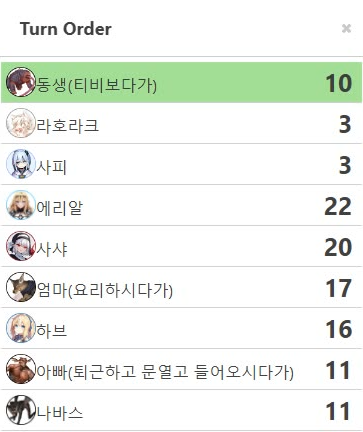 Turn Order ×
동생(티비보다가) 10
라호라크 3
사피 3
에리알 22
사샤 20
엄마(요리하시다가) 17
하브 16
아빠(퇴근하고 문열고 들어오시다가) 11
나바스 11